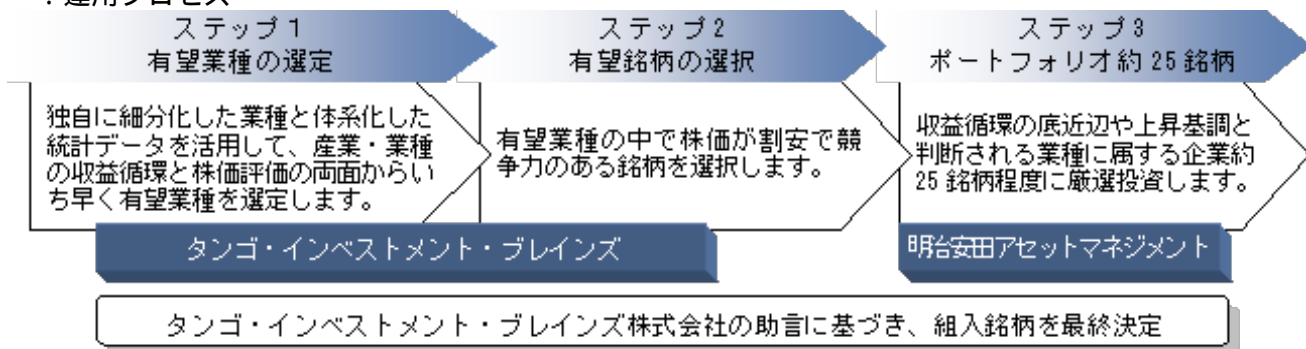 ：運用プロセス
ステップ1
有望業種の選定
ステップ2
有望銘柄の選択
ステップ3
ポートフォリオ約25銘柄
独自に細分化した業種と体系化した
統計データを活用して、産業・業種
の収益循環と株価評価の両面からい
ち早く有望業種を選定します。
有望業種の中で株価が割安で競
争力のある銘柄を選択します。
収益循環の底近辺や上昇基調と
判断される業種に属する企業約
25銘柄程度に厳選投資します。
タンゴ・インベストメント・ブレインズ
明治安田アセットマネジメント
タンゴ・インベストメント・ブレインズ株式会社の助言に基づき、組入銘柄を最終決定